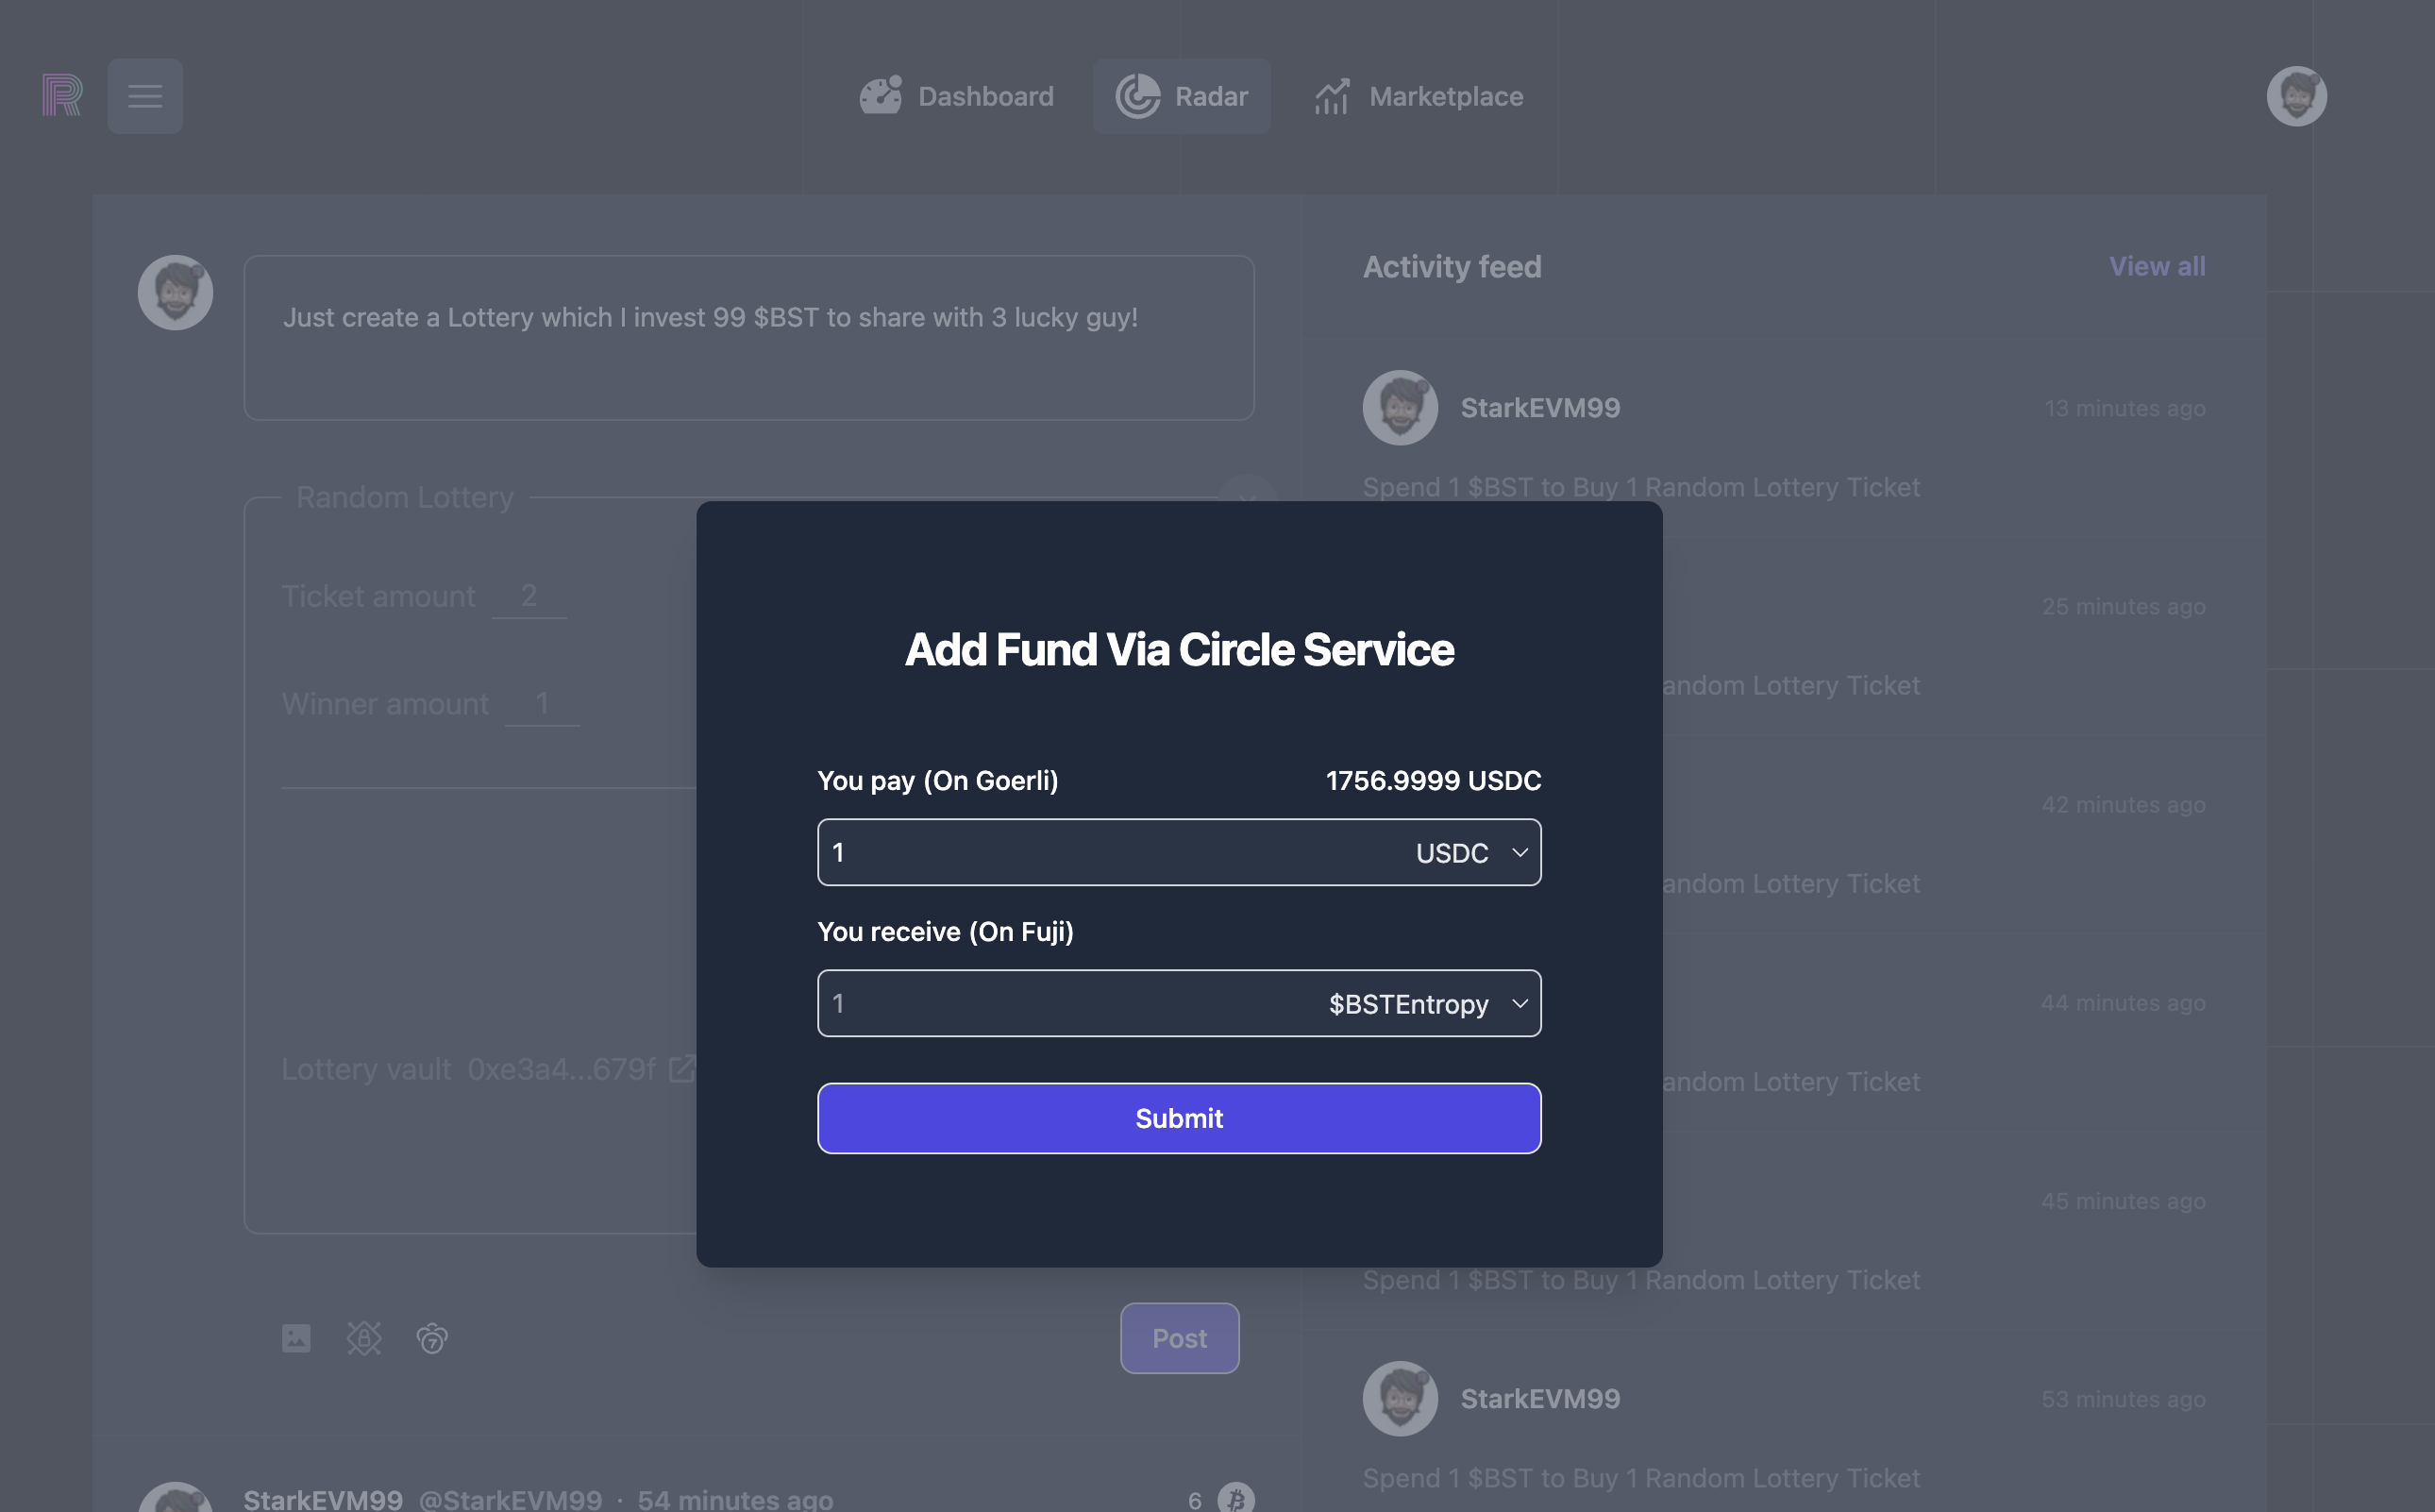 Dashboard
Radar
Marketplace
Just create a Lottery which I invest 99 $BST to share with 3 lucky guy!
Random Lottery
Ticket amount 2
Winner amount 1
Lottery vault 0xe3a4...679f
Post
StarkEVM99 @StarkEVM99 · 54 minutes ago
6
Activity feed
View all
StarkEVM99
13 minutes ago
Spend 1 $BST to Buy 1 Random Lottery Ticket
25 minutes ago
andom Lottery Ticket
42 minutes ago
andom Lottery Ticket
44 minutes ago
andom Lottery Ticket
45 minutes ago
Spend 1 $BST to Buy 1 Random Lottery Ticket
StarkEVM99
53 minutes ago
Spend 1 $BST to Buy 1 Random Lottery Ticket
Add Fund Via Circle Service
You pay (On Goerli)
1756.9999 USDC
1
USDC
You receive (On Fuji)
1
$BSTEntropy
Submit